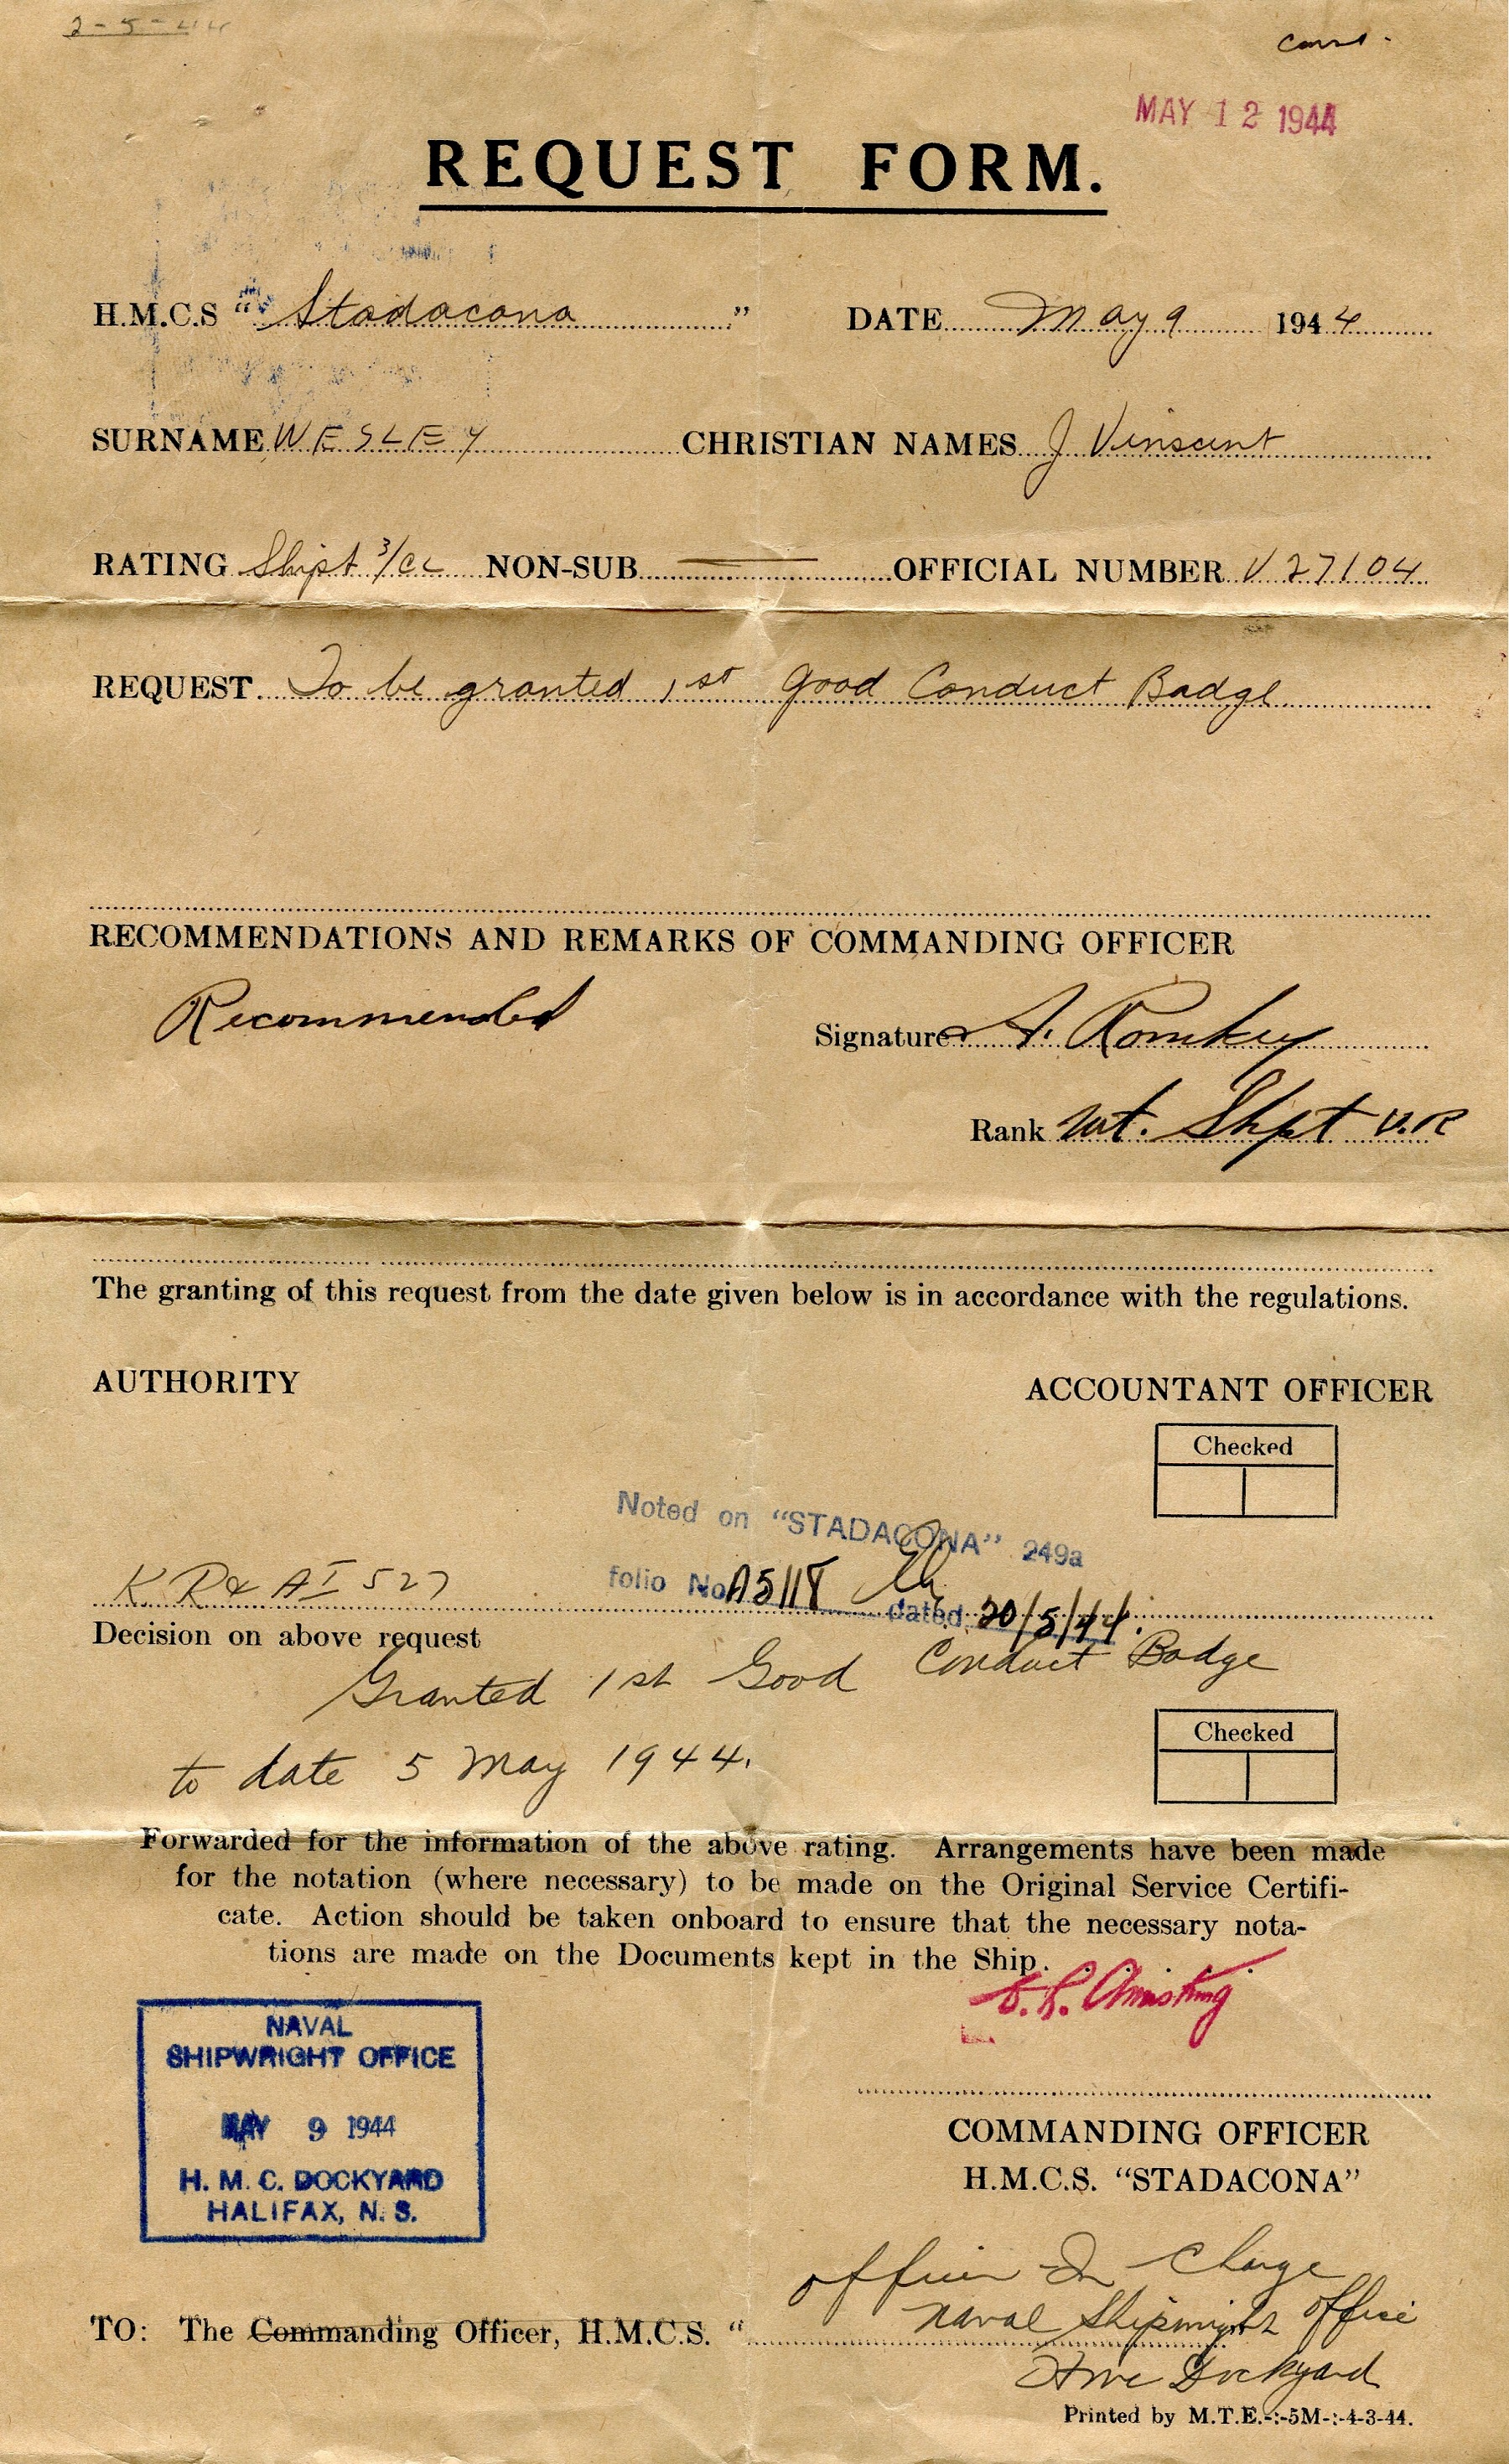 2-5-44
MAY 12 1944
REQUEST FORM.
H.M.C.S "Stadacona" DATE May 9 1944
SURNAME WESLEY CHRISTIAN NAMES J Vinscent
RATING Shipt 3/CL NON-SUB — OFFICIAL NUMBER V 27104
REQUEST To be granted 1st Good Conduct Badge
RECOMMENDATIONS AND REMARKS OF COMMANDING OFFICER
Recommended
Signature A. Romkey
Rank Wt. Shpt V.R
The granting of this request from the date given below is in accordance with the regulations.
AUTHORITY ACCOUNTANT OFFICER
Checked
Noted on "STADACONA" 249a
K R & AI 527 folio No A5118 dated 20/5/44.
Decision on above request
Granted 1st Good Conduct Badge
Checked
to date 5 May 1944.
Forwarded for the information of the above rating. Arrangements have been made
for the notation (where necessary) to be made on the Original Service Certifi-
cate. Action should be taken onboard to ensure that the necessary nota-
tions are made on the Documents kept in the Ship.
NAVAL
SHIPWRIGHT OFFICE
MAY 9 1944
H. M. C. DOCKYARD
HALIFAX, N. S.
COMMANDING OFFICER
H.M.C.S. "STADACONA"
Officer In Charge
Naval Shipwright Office
TO: The Commanding Officer, H.M.C.S. "
HMC Dockyard
Printed by M.T.E.-:-5M-:-4-3-44.